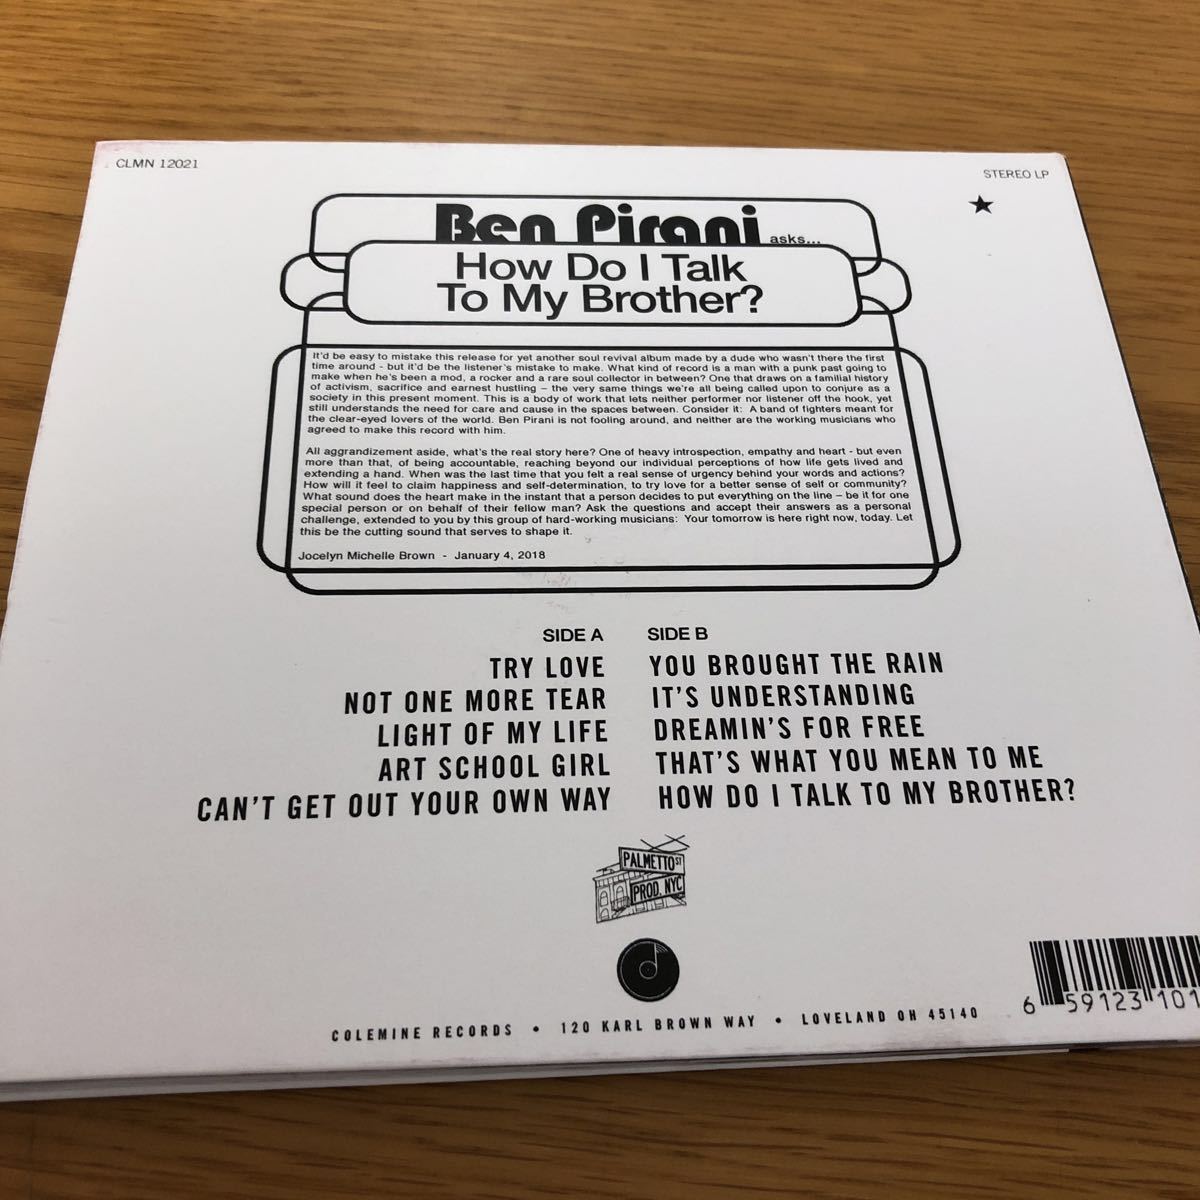 CLMN 12021
STEREO LP
Ben Pirani asks...
How Do I Talk
To My Brother?
It'd be easy to mistake this release for yet another soul revival album made by a dude who wasn't there the first
time around - but it'd be the listener's mistake to make. What kind of record is a man with a punk past going to
make when he's been a mod, a rocker and a rare soul collector in between? One that draws on a familial history
of activism, sacrifice and earnest hustling – the very same things we're all being called upon to conjure as a
society in this present moment. This is a body of work that lets neither performer nor listener off the hook, yet
still understands the need for care and cause in the spaces between. Consider it: A band of fighters meant for
the clear-eyed lovers of the world. Ben Pirani is not fooling around, and neither are the working musicians who
agreed to make this record with him.
All aggrandizement aside, what's the real story here? One of heavy introspection, empathy and heart - but even
more than that, of being accountable, reaching beyond our individual perceptions of how life gets lived and
extending a hand. When was the last time that you felt a real sense of urgency behind your words and actions?
How will it feel to claim happiness and self-determination, to try love for a better sense of self or community?
What sound does the heart make in the instant that a person decides to put everything on the line – be it for one
special person or on behalf of their fellow man? Ask the questions and accept their answers as a personal
challenge, extended to you by this group of hard-working musicians: Your tomorrow is here right now, today. Let
this be the cutting sound that serves to shape it.
Jocelyn Michelle Brown - January 4, 2018
SIDE A
TRY LOVE
NOT ONE MORE TEAR
LIGHT OF MY LIFE
ART SCHOOL GIRL
CAN'T GET OUT YOUR OWN WAY
SIDE B
YOU BROUGHT THE RAIN
IT'S UNDERSTANDING
DREAMIN'S FOR FREE
THAT'S WHAT YOU MEAN TO ME
HOW DO I TALK TO MY BROTHER?
PALMETTO ST
PROD. NYC
COLEMINE RECORDS • 120 KARL BROWN WAY • LOVELAND OH 45140
6 59123 101